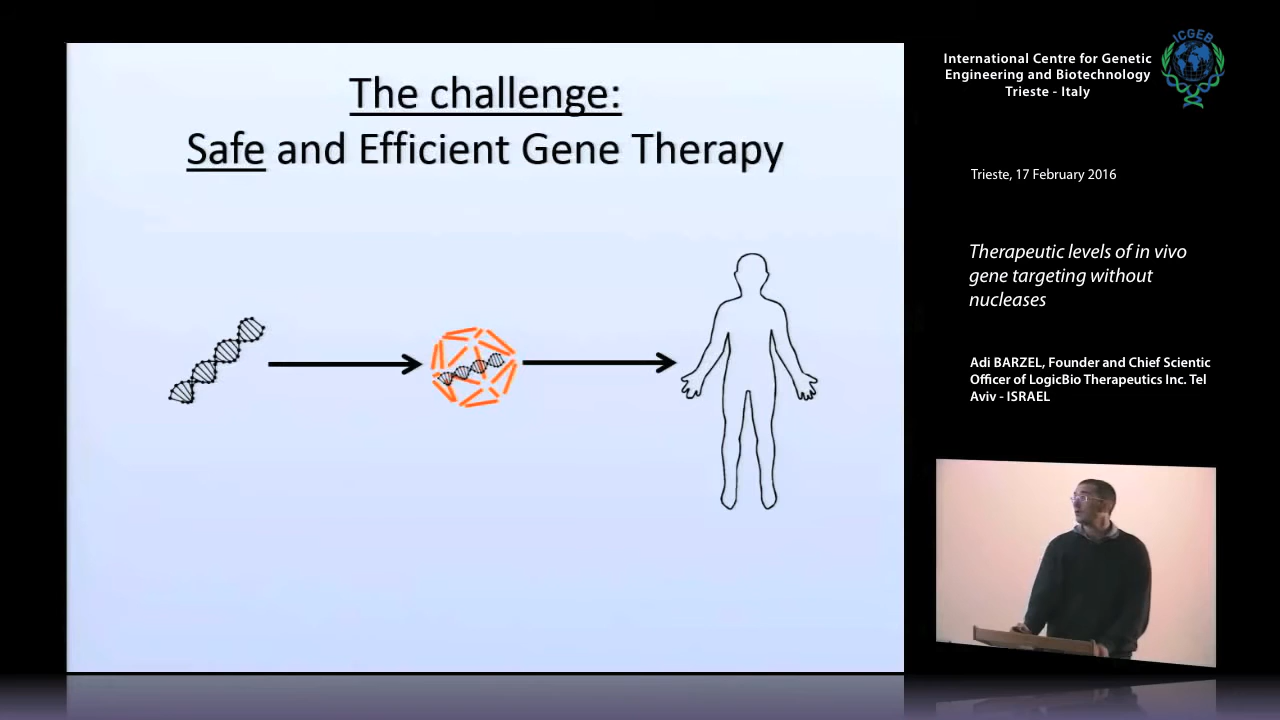 The challenge:
Safe and Efficient Gene Therapy
ICGEB
International Centre for Genetic
Engineering and Biotechnology
Trieste - Italy
Trieste, 17 February 2016
Therapeutic levels of in vivo
gene targeting without
nucleases
Adi BARZEL, Founder and Chief Scientic
Officer of LogicBio Therapeutics Inc. Tel
Aviv - ISRAEL